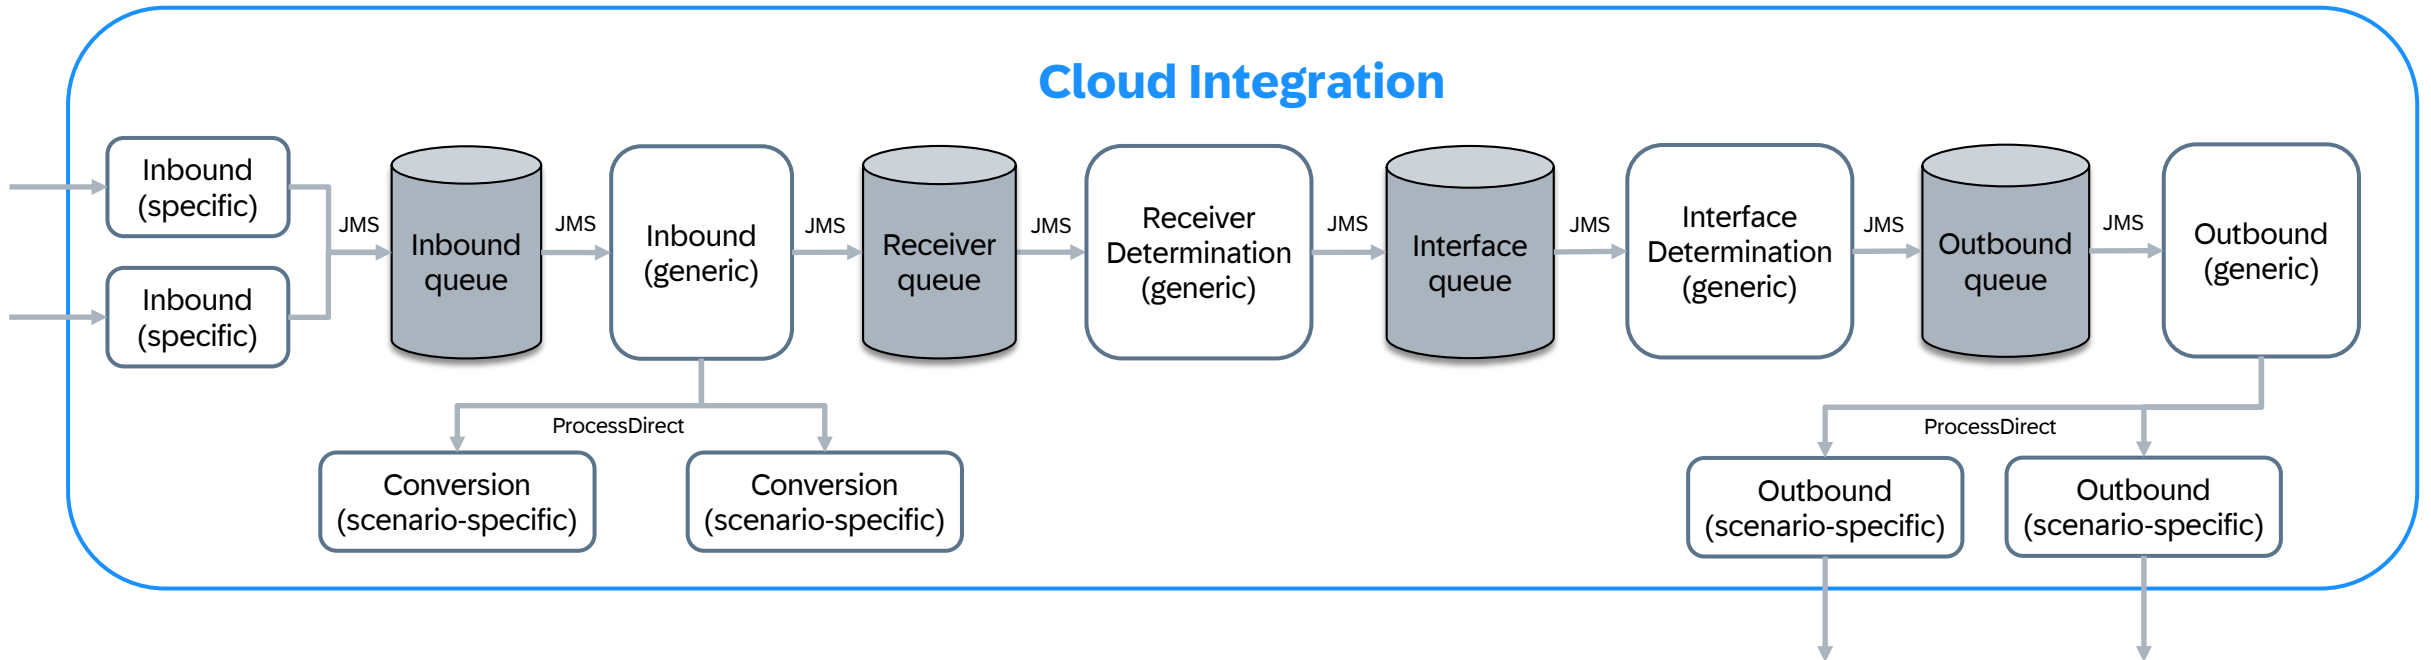 Cloud Integration
Inbound
(specific)
Inbound
(specific)
JMS
Inbound
queue
JMS
Inbound
(generic)
JMS
Receiver
queue
JMS
Receiver
Determination
(generic)
JMS
Interface
queue
JMS
Interface
Determination
(generic)
JMS
Outbound
queue
JMS
Outbound
(generic)
ProcessDirect
Conversion
(scenario-specific)
Conversion
(scenario-specific)
ProcessDirect
Outbound
(scenario-specific)
Outbound
(scenario-specific)